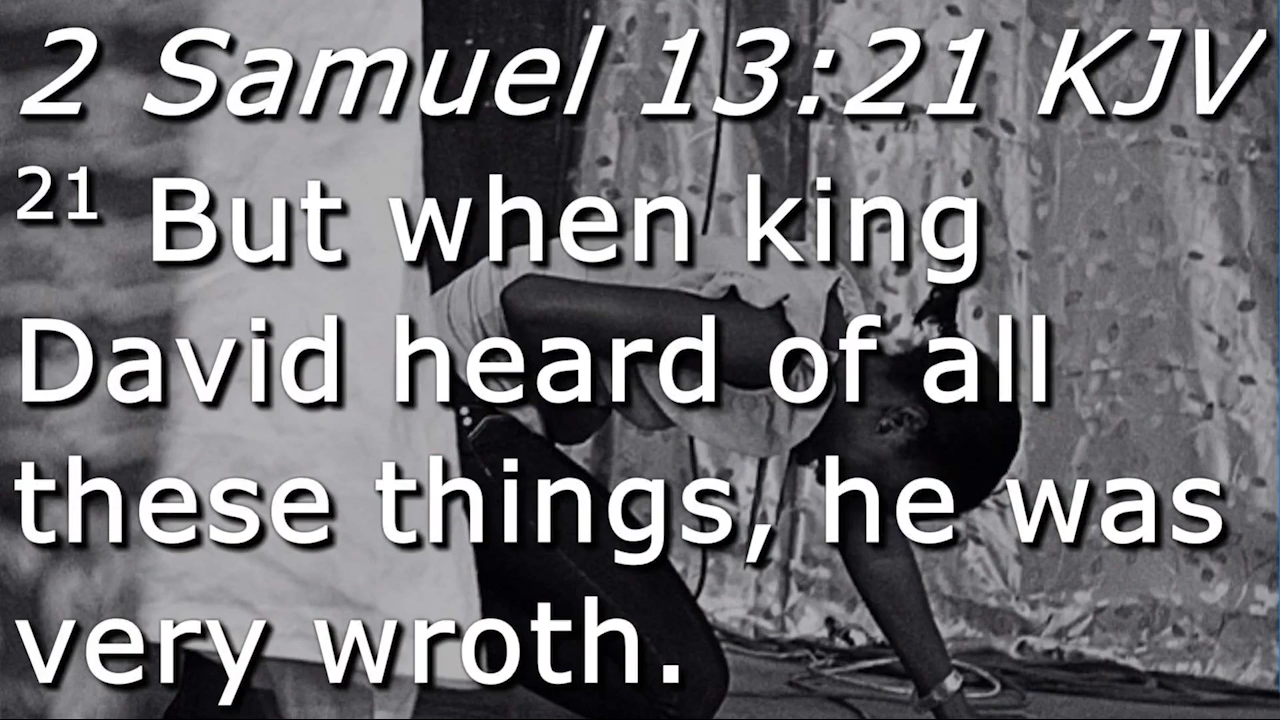 2 Samuel 13:21 KJV
21 But when king
David heard of all
these things, he was
very wroth.